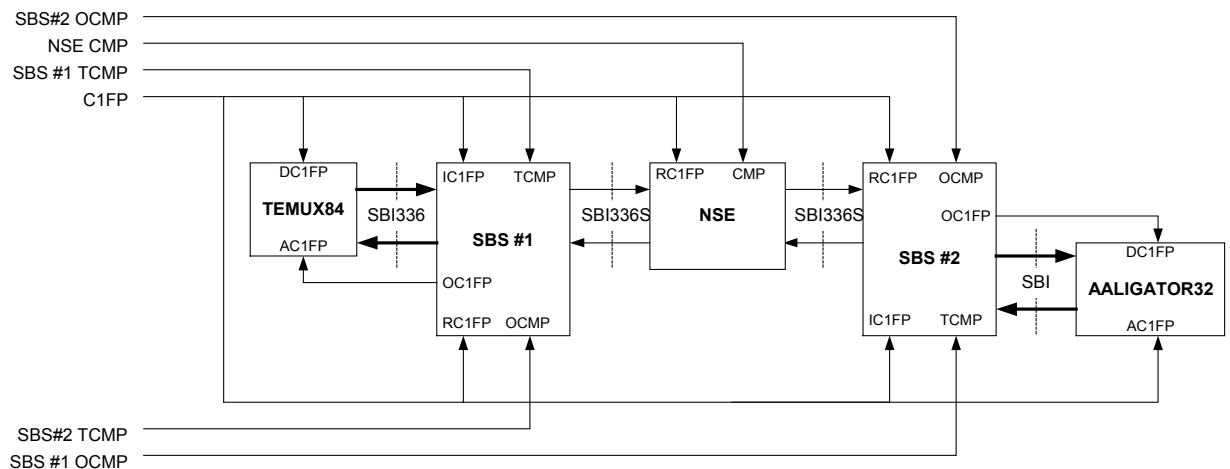 SBS#2 OCMP
NSE CMP
SBS #1 TCMP
C1FP
DC1FP
TEMUX84
AC1FP
SBI336
IC1FP TCMP
SBS #1
OC1FP
RC1FP OCMP
SBI336S
RC1FP CMP
NSE
SBI336S
RC1FP OCMP
OC1FP
SBS #2
IC1FP TCMP
SBI
DC1FP
AALIGATOR32
AC1FP
SBS#2 TCMP
SBS #1 OCMP